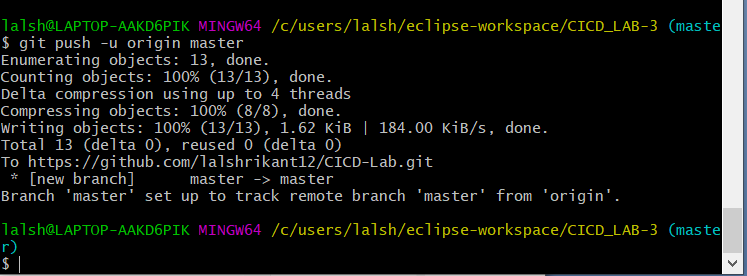 lalsh@LAPTOP-AAKD6PIK MINGW64 /c/users/lalsh/eclipse-workspace/CICD_LAB-3 (maste
r)
$ git push -u origin master
Enumerating objects: 13, done.
Counting objects: 100% (13/13), done.
Delta compression using up to 4 threads
Compressing objects: 100% (8/8), done.
Writing objects: 100% (13/13), 1.62 KiB | 184.00 KiB/s, done.
Total 13 (delta 0), reused 0 (delta 0)
To https://github.com/lalshrikant12/CICD-Lab.git
 * [new branch]      master -> master
Branch 'master' set up to track remote branch 'master' from 'origin'.
lalsh@LAPTOP-AAKD6PIK MINGW64 /c/users/lalsh/eclipse-workspace/CICD_LAB-3 (maste
r)
$